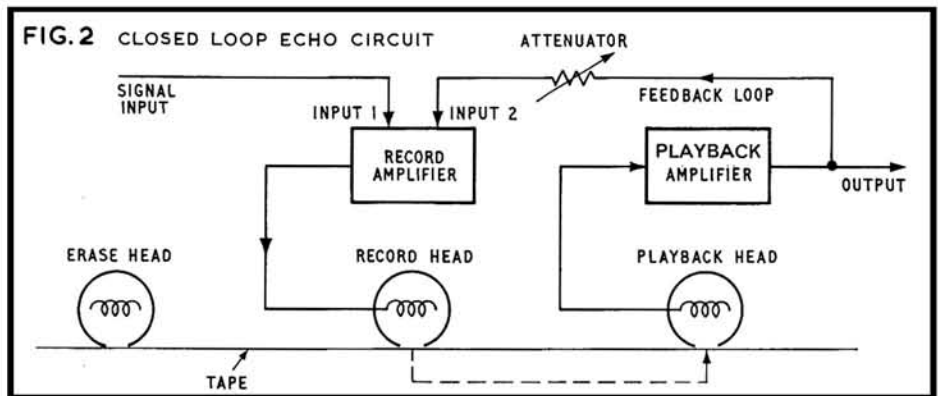 FIG. 2 CLOSED LOOP ECHO CIRCUIT
ATTENUATOR
SIGNAL
INPUT
FEEDBACK LOOP
INPUT 1
INPUT 2
RECORD
AMPLIFIER
PLAYBACK
AMPLIFIER
OUTPUT
ERASE HEAD
RECORD HEAD
PLAYBACK HEAD
TAPE